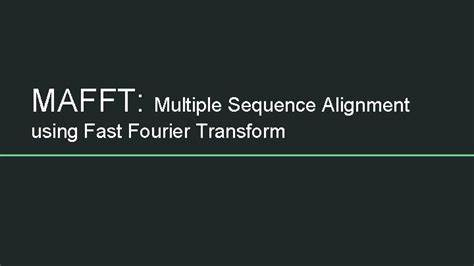 MAFFT: Multiple Sequence Alignment
using Fast Fourier Transform